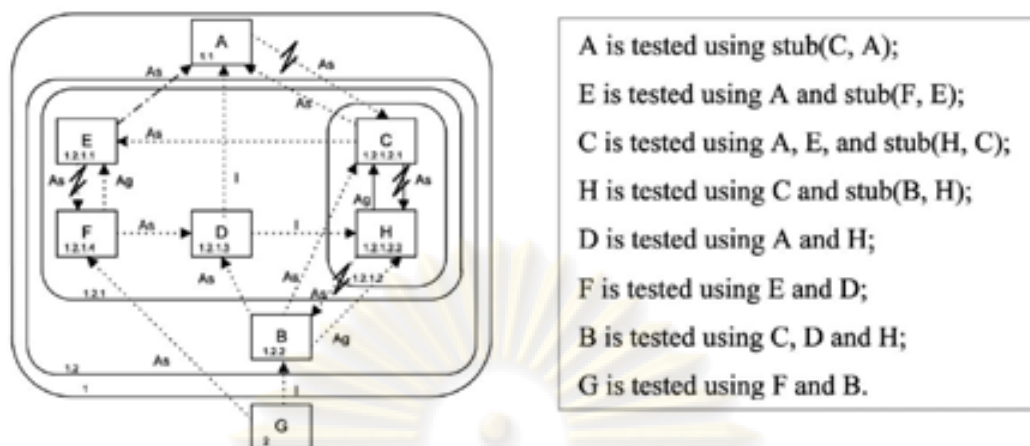 A
1.1
As
As
As
E
1.2.1.1
As
C
1.2.1.2.1
As
Ag
I
Ag
As
F
1.2.1.4
As
D
1.2.1.3
I
H
1.2.1.2.2
1.2.1.2
1.2.1
As
As
As
B
1.2.2
Ag
1.2
As
1
I
G
2
A is tested using stub(C, A);
E is tested using A and stub(F, E);
C is tested using A, E, and stub(H, C);
H is tested using C and stub(B, H);
D is tested using A and H;
F is tested using E and D;
B is tested using C, D and H;
G is tested using F and B.